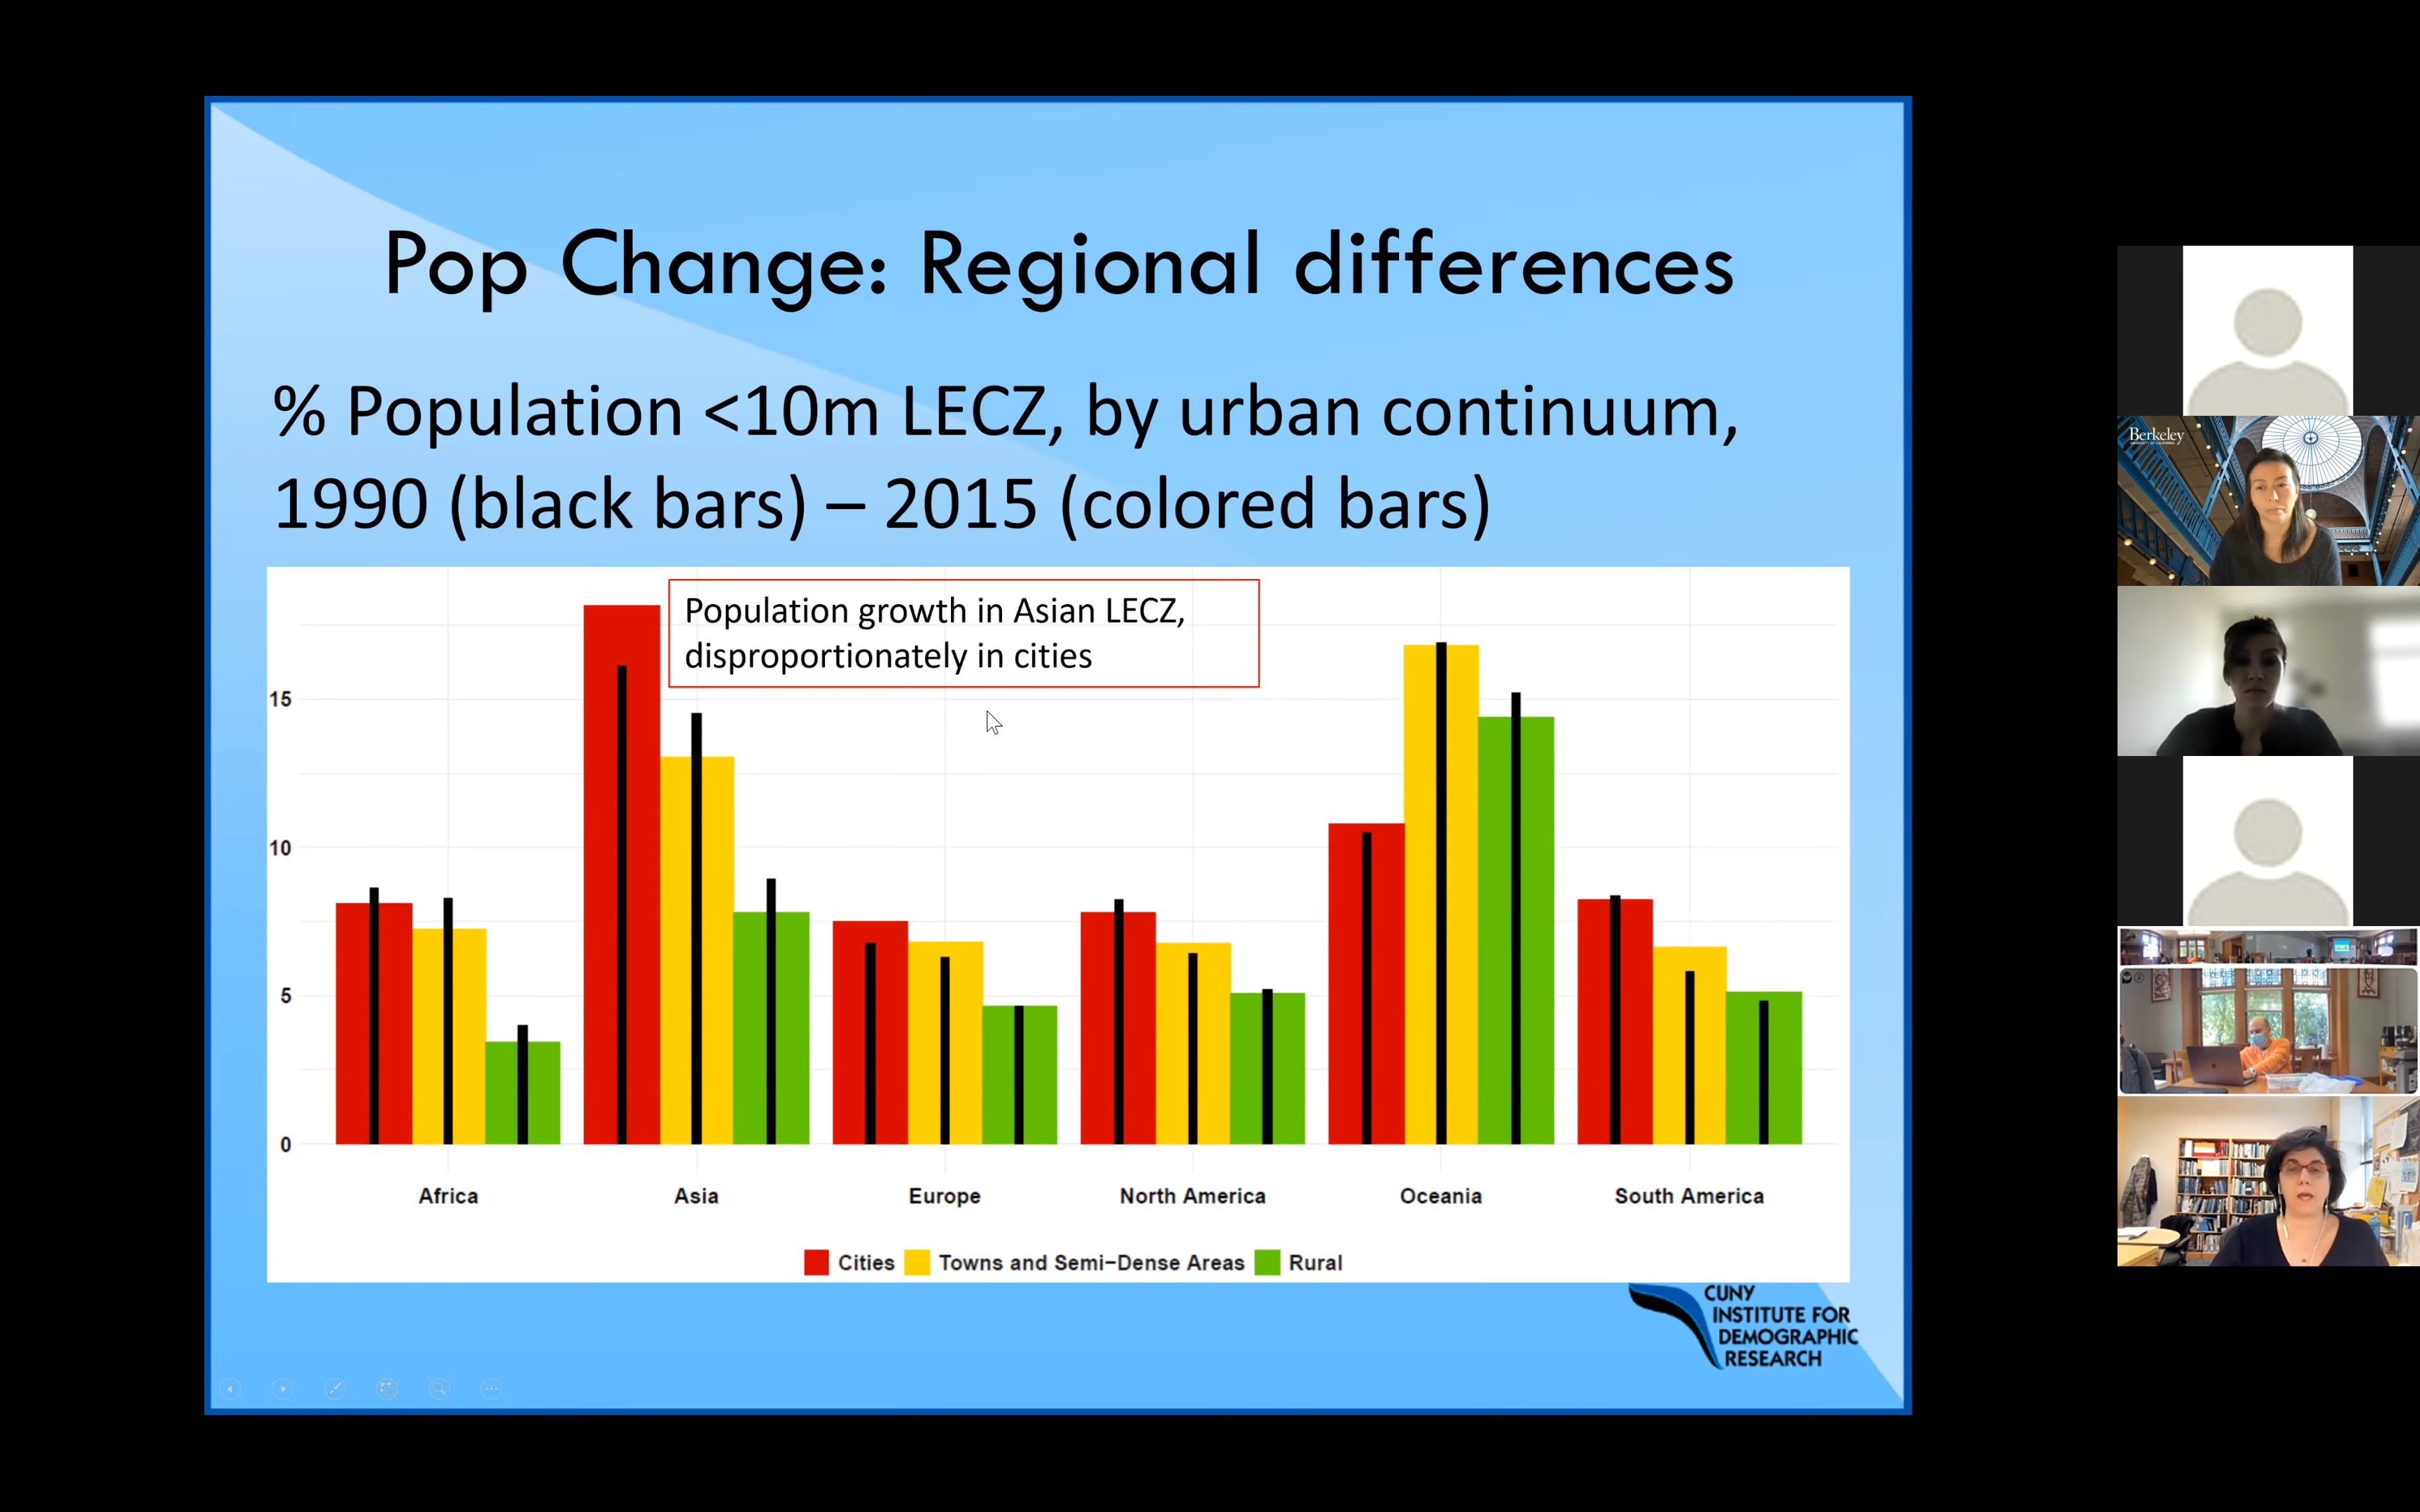 Pop Change: Regional differences
% Population <10m LECZ, by urban continuum,
1990 (black bars) – 2015 (colored bars)
Population growth in Asian LECZ,
disproportionately in cities
15
10
5
0
Africa
Asia
Europe
North America
Oceania
South America
Cities
Towns and Semi-Dense Areas
Rural
CUNY
INSTITUTE FOR
DEMOGRAPHIC
RESEARCH
Berkeley